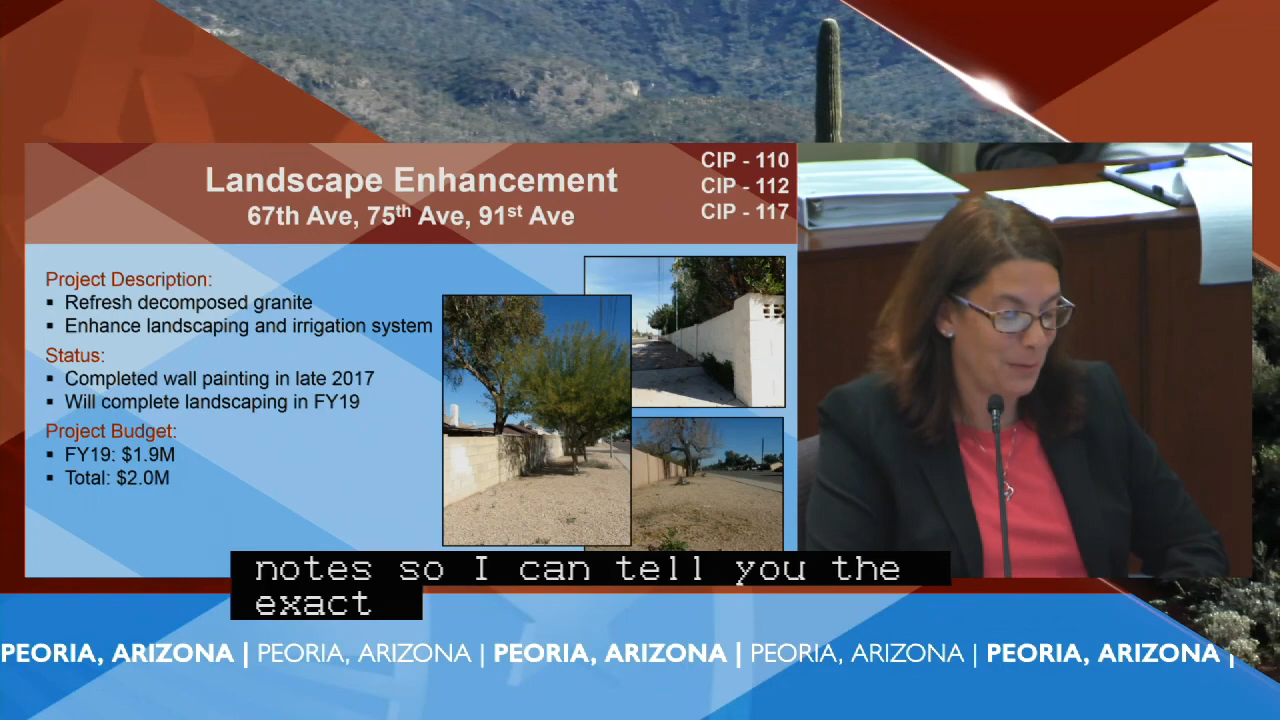 Landscape Enhancement
67th Ave, 75th Ave, 91st Ave
CIP - 110
CIP - 112
CIP - 117
Project Description:
▪ Refresh decomposed granite
▪ Enhance landscaping and irrigation system
Status:
▪ Completed wall painting in late 2017
▪ Will complete landscaping in FY19
Project Budget:
▪ FY19: $1.9M
▪ Total: $2.0M
notes so I can tell you the
exact
PEORIA, ARIZONA | PEORIA, ARIZONA | PEORIA, ARIZONA | PEORIA, ARIZONA | PEORIA, ARIZONA |